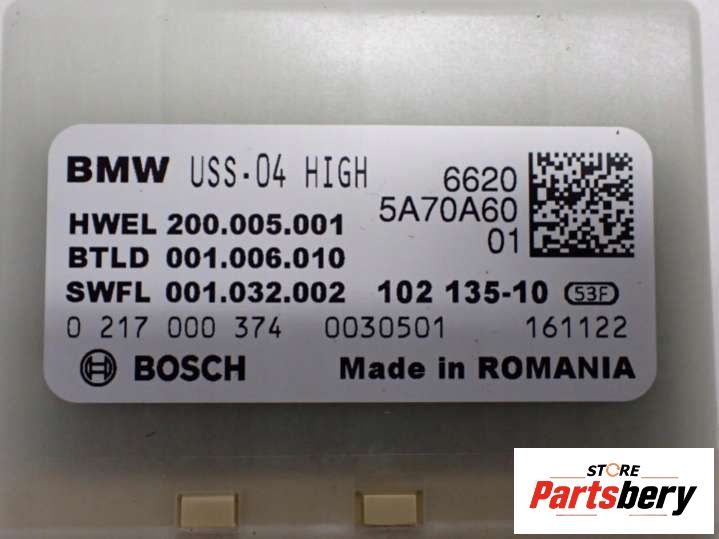 BMW USS-04 HIGH 6620
5A70A60
01
HWEL 200.005.001
BTLD 001.006.010
SWFL 001.032.002 102 135-10 53F
0 217 000 374 0030501 161122
BOSCH Made in ROMANIA
STORE
Partsbery